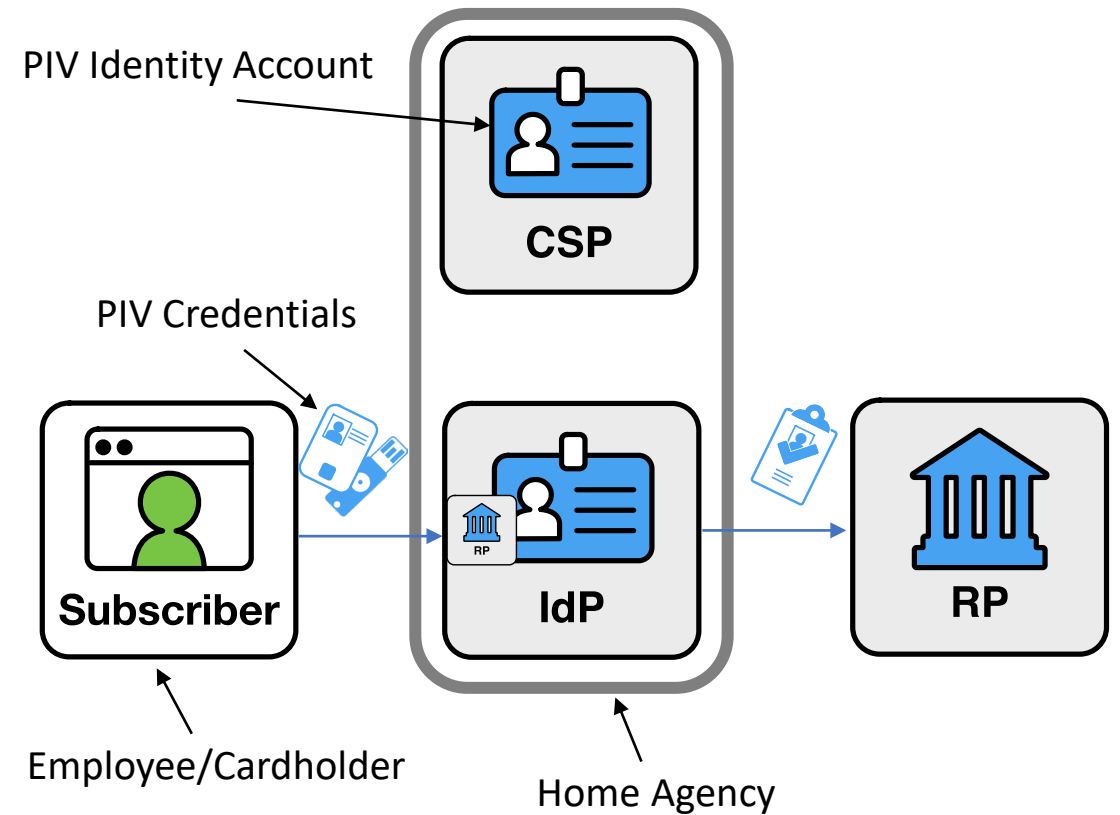 PIV Identity Account
CSP
PIV Credentials
Subscriber
RP
IdP
RP
Employee/Cardholder
Home Agency